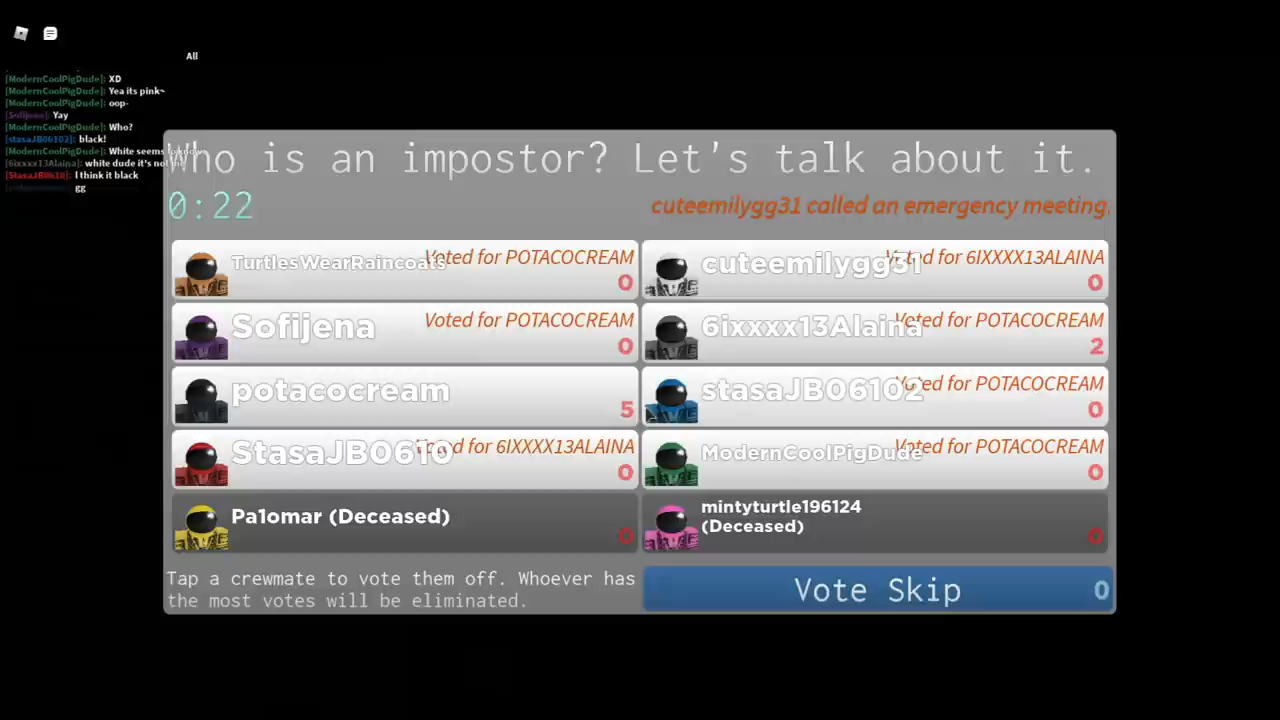 All
[ModernCoolPigDude]: XD
[ModernCoolPigDude]: Yea its pink~
[ModernCoolPigDude]: oop-
[Sofijena]: Yay
[ModernCoolPigDude]: Who?
[stasaJB06102]: black!
[ModernCoolPigDude]: White seems to know
[6ixxxx13Alaina]: white dude it's not me
[StasaJB0610]: I think it black
gg
Who is an impostor? Let's talk about it.
0:22
cuteemilygg31 called an emergency meeting.
TurtlesWearRaincoats Voted for POTACOCREAM
0
cuteemilygg31 Voted for 6IXXXX13ALAINA
0
Sofijena Voted for POTACOCREAM
0
6ixxxx13Alaina Voted for POTACOCREAM
2
potacocream
5
stasaJB06102 Voted for POTACOCREAM
0
StasaJB0610 Voted for 6IXXXX13ALAINA
0
ModernCoolPigDude Voted for POTACOCREAM
0
Pa1omar (Deceased)
0
mintyturtle196124
(Deceased)
0
Tap a crewmate to vote them off. Whoever has
the most votes will be eliminated.
Vote Skip 0